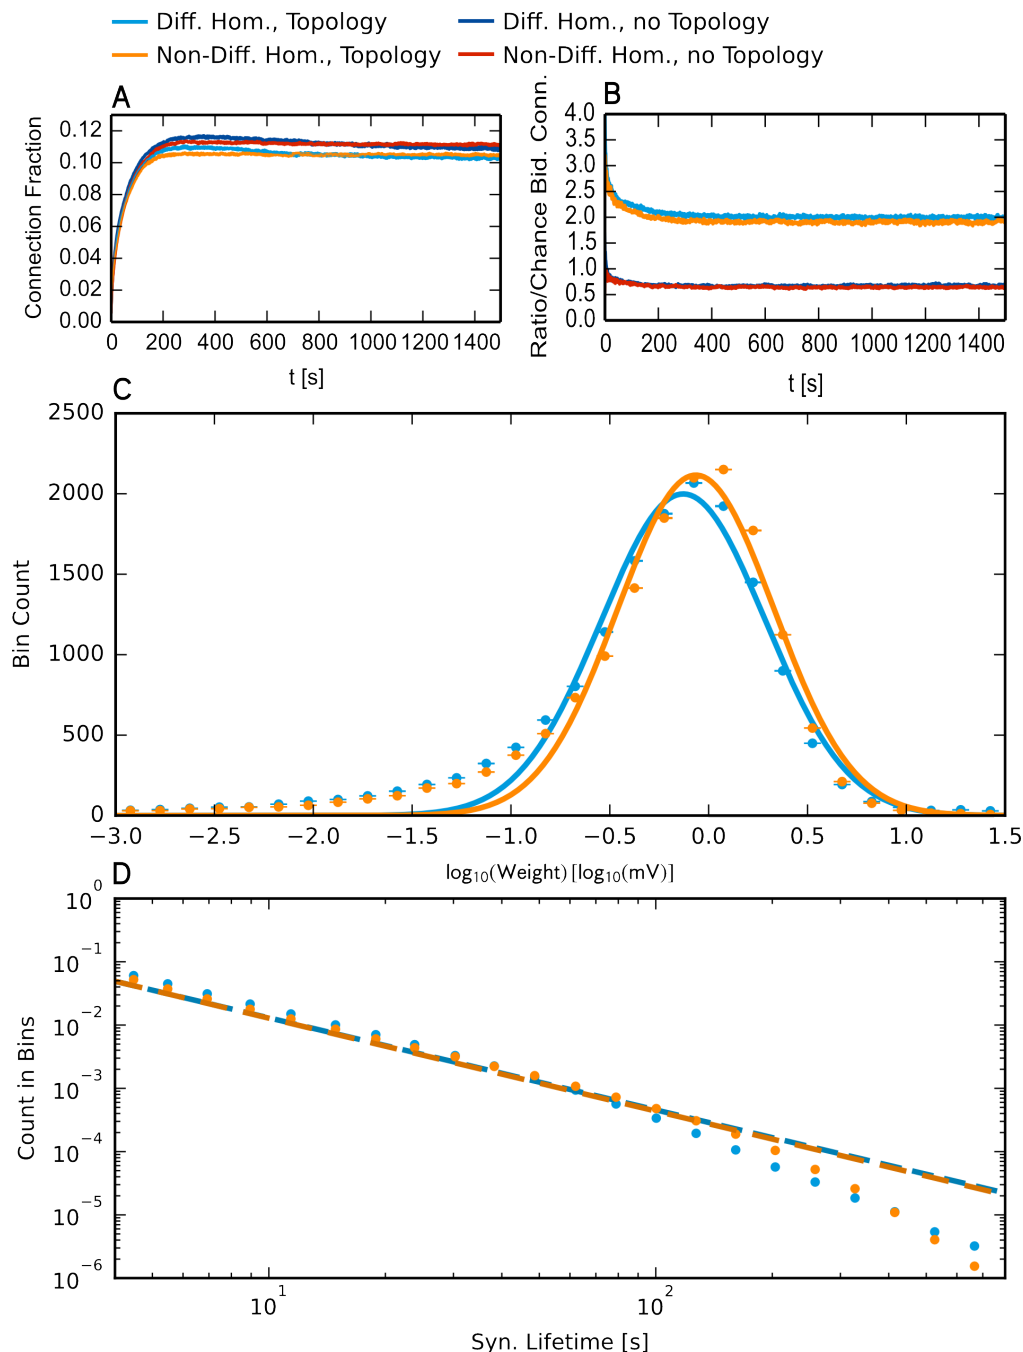 Diff. Hom., Topology
Diff. Hom., no Topology
Non-Diff. Hom., Topology
Non-Diff. Hom., no Topology
A
Connection Fraction
0.12
0.10
0.08
0.06
0.04
0.02
0.00
0 200 400 600 800 1000 1200 1400
t [s]
B
Ratio/Chance Bid. Conn.
4.0
3.5
3.0
2.5
2.0
1.5
1.0
0.5
0.0
0 200 400 600 800 1000 1200 1400
t [s]
C
Bin Count
2500
2000
1500
1000
500
0
−3.0 −2.5 −2.0 −1.5 −1.0 −0.5 0.0 0.5 1.0 1.5
log₁₀(Weight) [log₁₀(mV)]
D
Count in Bins
10⁰
10⁻¹
10⁻²
10⁻³
10⁻⁴
10⁻⁵
10⁻⁶
10¹ 10²
Syn. Lifetime [s]